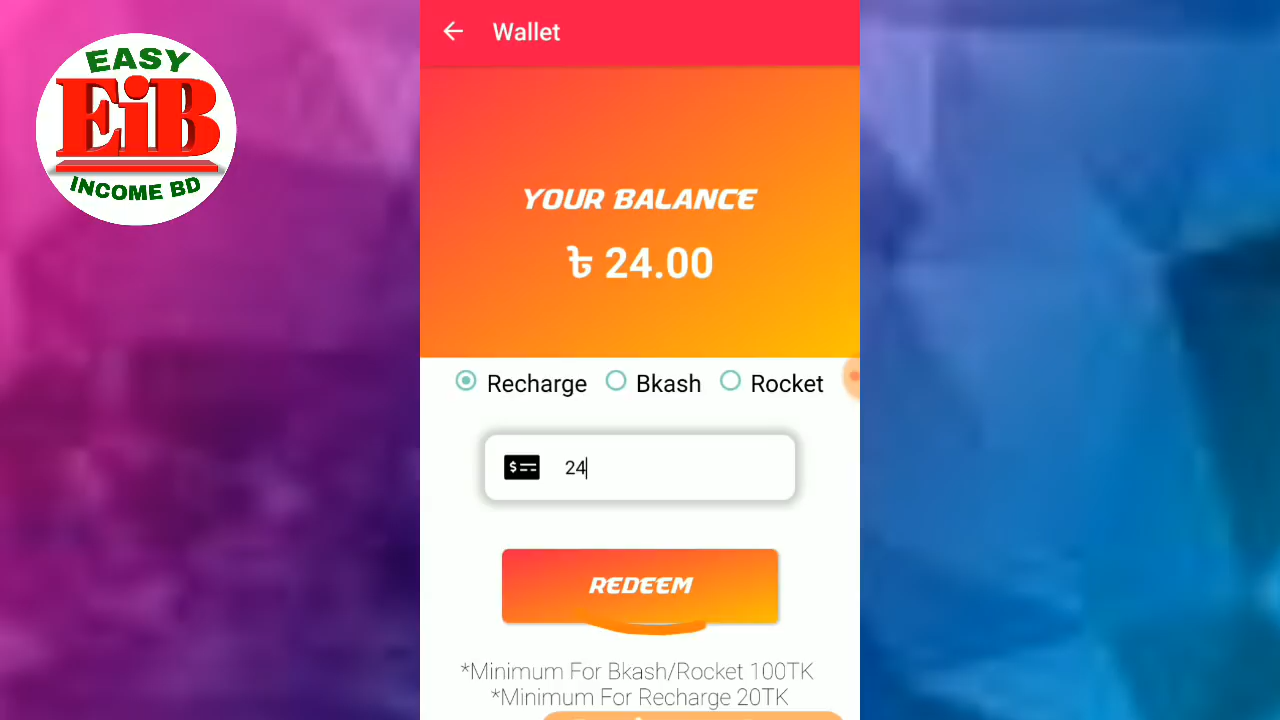 EASY
EiB
INCOME BD
Wallet
YOUR BALANCE
৳ 24.00
Recharge Bkash Rocket
$
24
REDEEM
*Minimum For Bkash/Rocket 100TK
*Minimum For Recharge 20TK